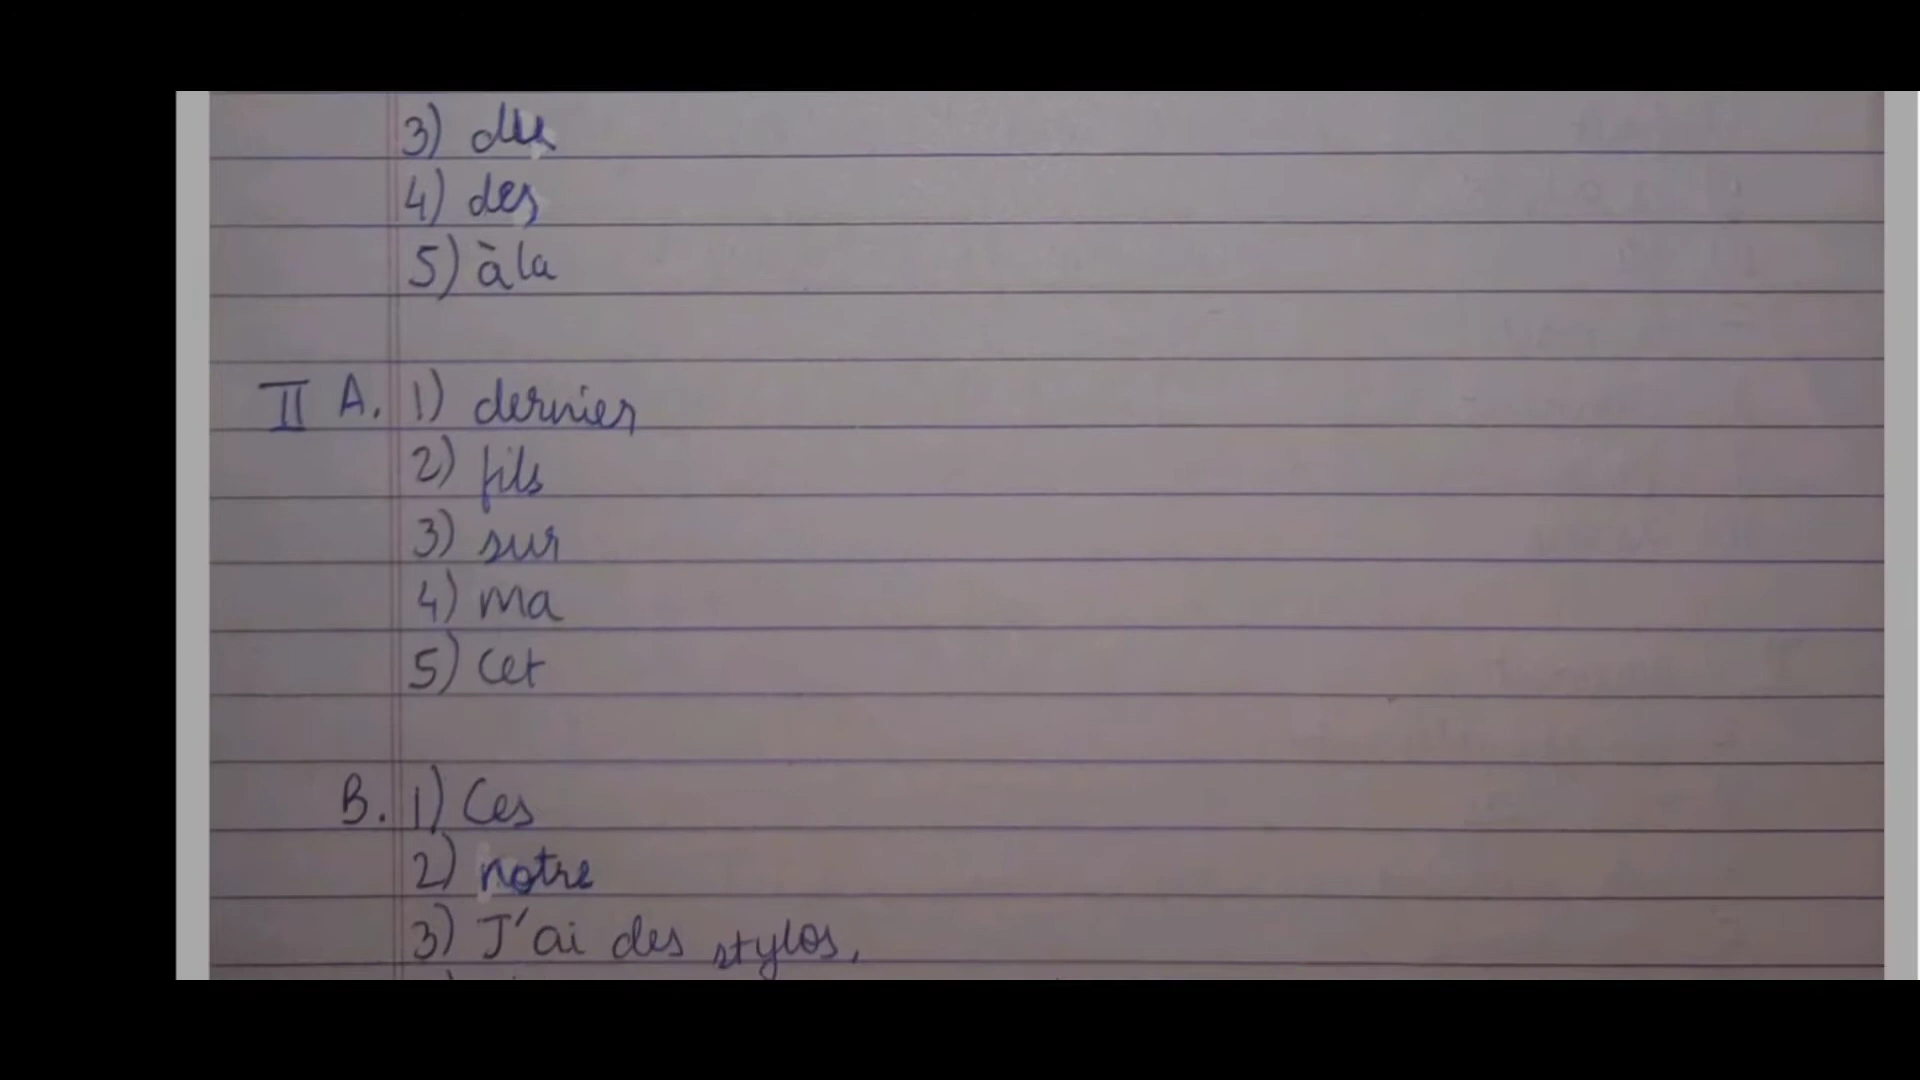 3) du
4) des
5) à la
II A. 1) dernier
2) fils
3) sur
4) ma
5) cet
B. 1) Ces
2) notre
3) J'ai des stylos.